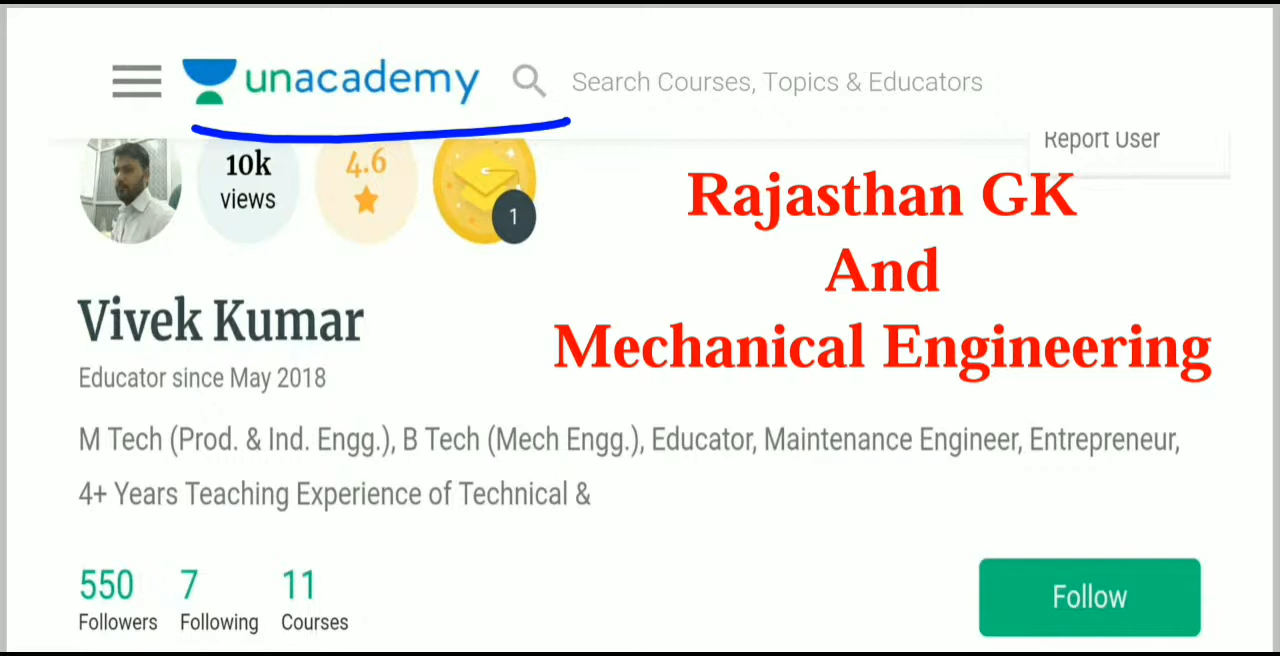 unacademy
Search Courses, Topics & Educators
Report User
10k
views
4.6
1
Rajasthan GK
And
Mechanical Engineering
Vivek Kumar
Educator since May 2018
M Tech (Prod. & Ind. Engg.), B Tech (Mech Engg.), Educator, Maintenance Engineer, Entrepreneur,
4+ Years Teaching Experience of Technical &
550 7 11
Followers Following Courses
Follow